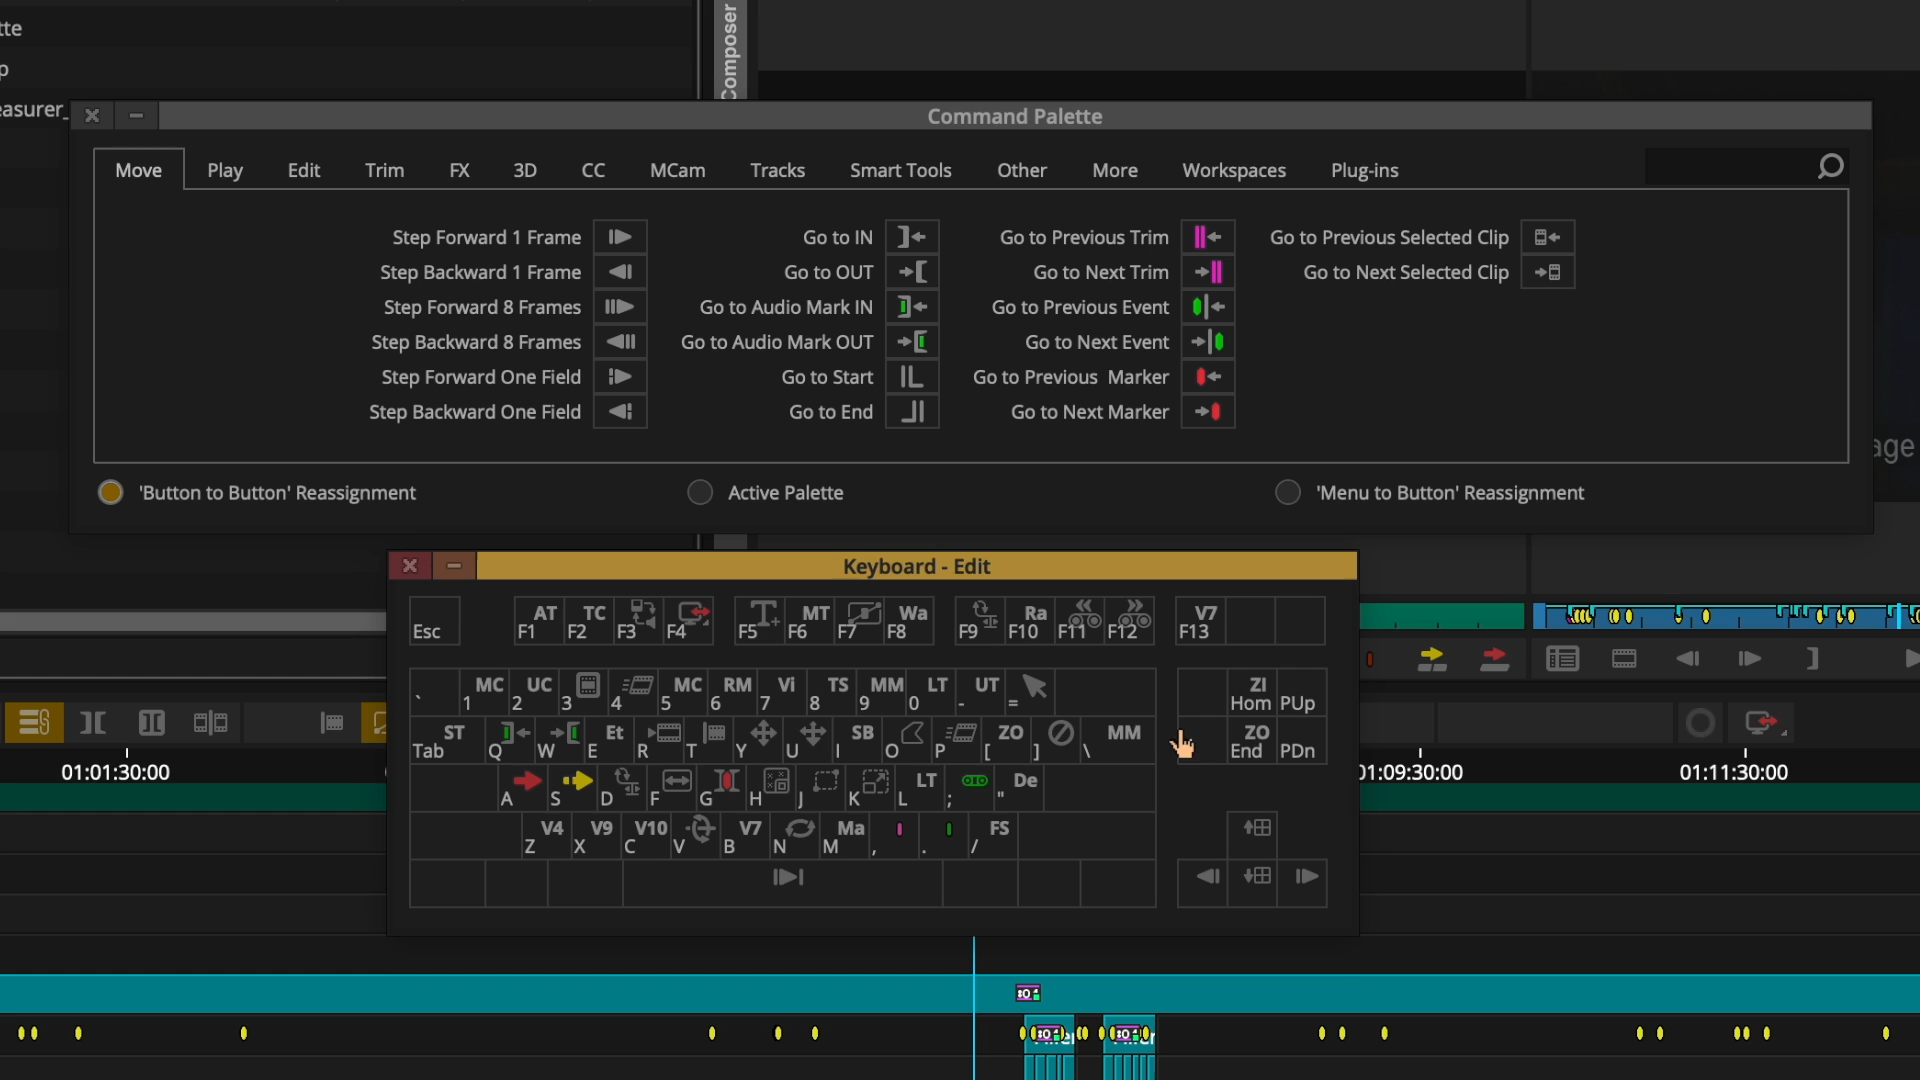 tte
p
easurer_
Composer
Command Palette
Move Play Edit Trim FX 3D CC MCam Tracks Smart Tools Other More Workspaces Plug-ins
Step Forward 1 Frame Go to IN Go to Previous Trim Go to Previous Selected Clip
Step Backward 1 Frame Go to OUT Go to Next Trim Go to Next Selected Clip
Step Forward 8 Frames Go to Audio Mark IN Go to Previous Event
Step Backward 8 Frames Go to Audio Mark OUT Go to Next Event
Step Forward One Field Go to Start Go to Previous Marker
Step Backward One Field Go to End Go to Next Marker
age
'Button to Button' Reassignment Active Palette 'Menu to Button' Reassignment
Keyboard - Edit
AT TC MT Wa Ra V7
Esc F1 F2 F3 F4 F5 F6 F7 F8 F9 F10 F11 F12 F13
MC UC MC RM Vi TS MM LT UT ZI
` 1 2 3 4 5 6 7 8 9 0 - = Hom PUp
ST Et SB ZO MM ZO
Tab Q W E R T Y U I O P [ ] \ End PDn
LT De
A S D F G H J K L ; "
V4 V9 V10 V7 Ma FS
Z X C V B N M , . /
01:01:30:00 01:09:30:00 01:11:30:00